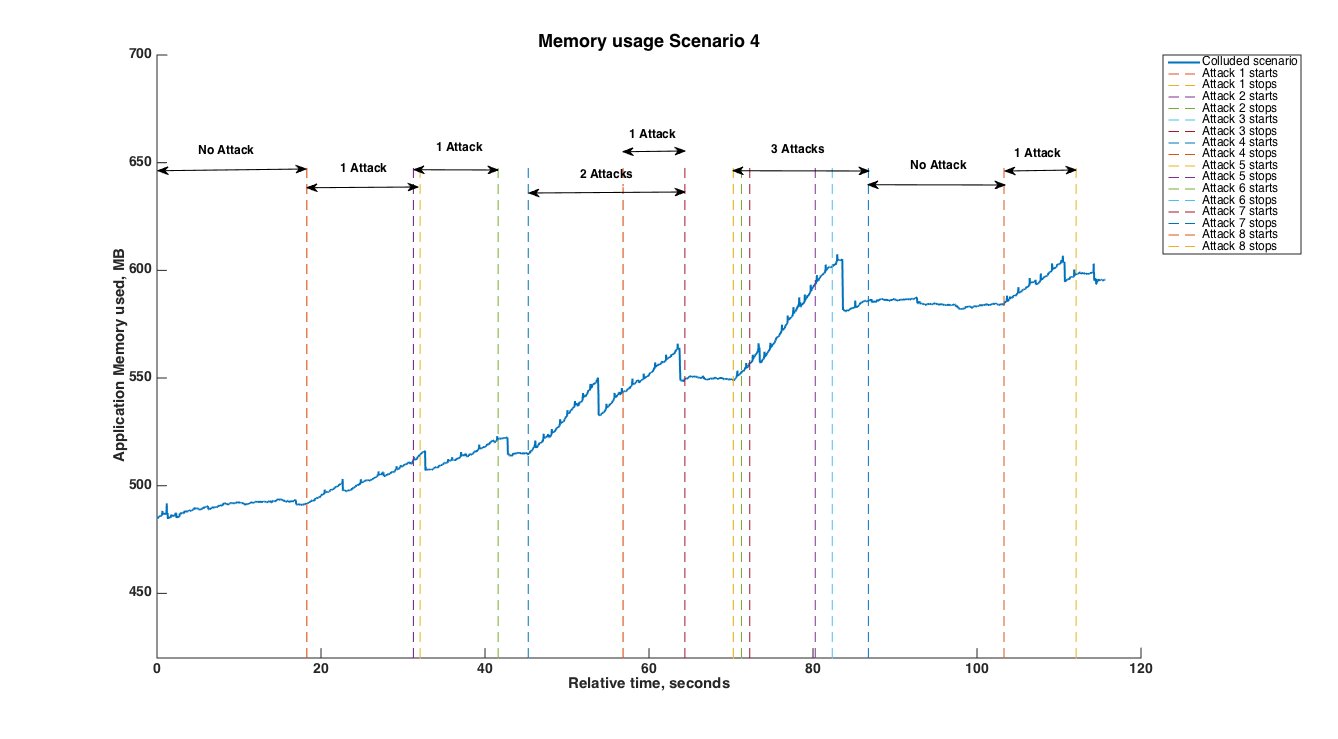 Memory usage Scenario 4
700
650
600
550
500
450
Application Memory used, MB
No Attack
1 Attack
1 Attack
1 Attack
2 Attacks
3 Attacks
No Attack
1 Attack
0
20
40
60
80
100
120
Relative time, seconds
Colluded scenario
Attack 1 starts
Attack 1 stops
Attack 2 starts
Attack 2 stops
Attack 3 starts
Attack 3 stops
Attack 4 starts
Attack 4 stops
Attack 5 starts
Attack 5 stops
Attack 6 starts
Attack 6 stops
Attack 7 starts
Attack 7 stops
Attack 8 starts
Attack 8 stops